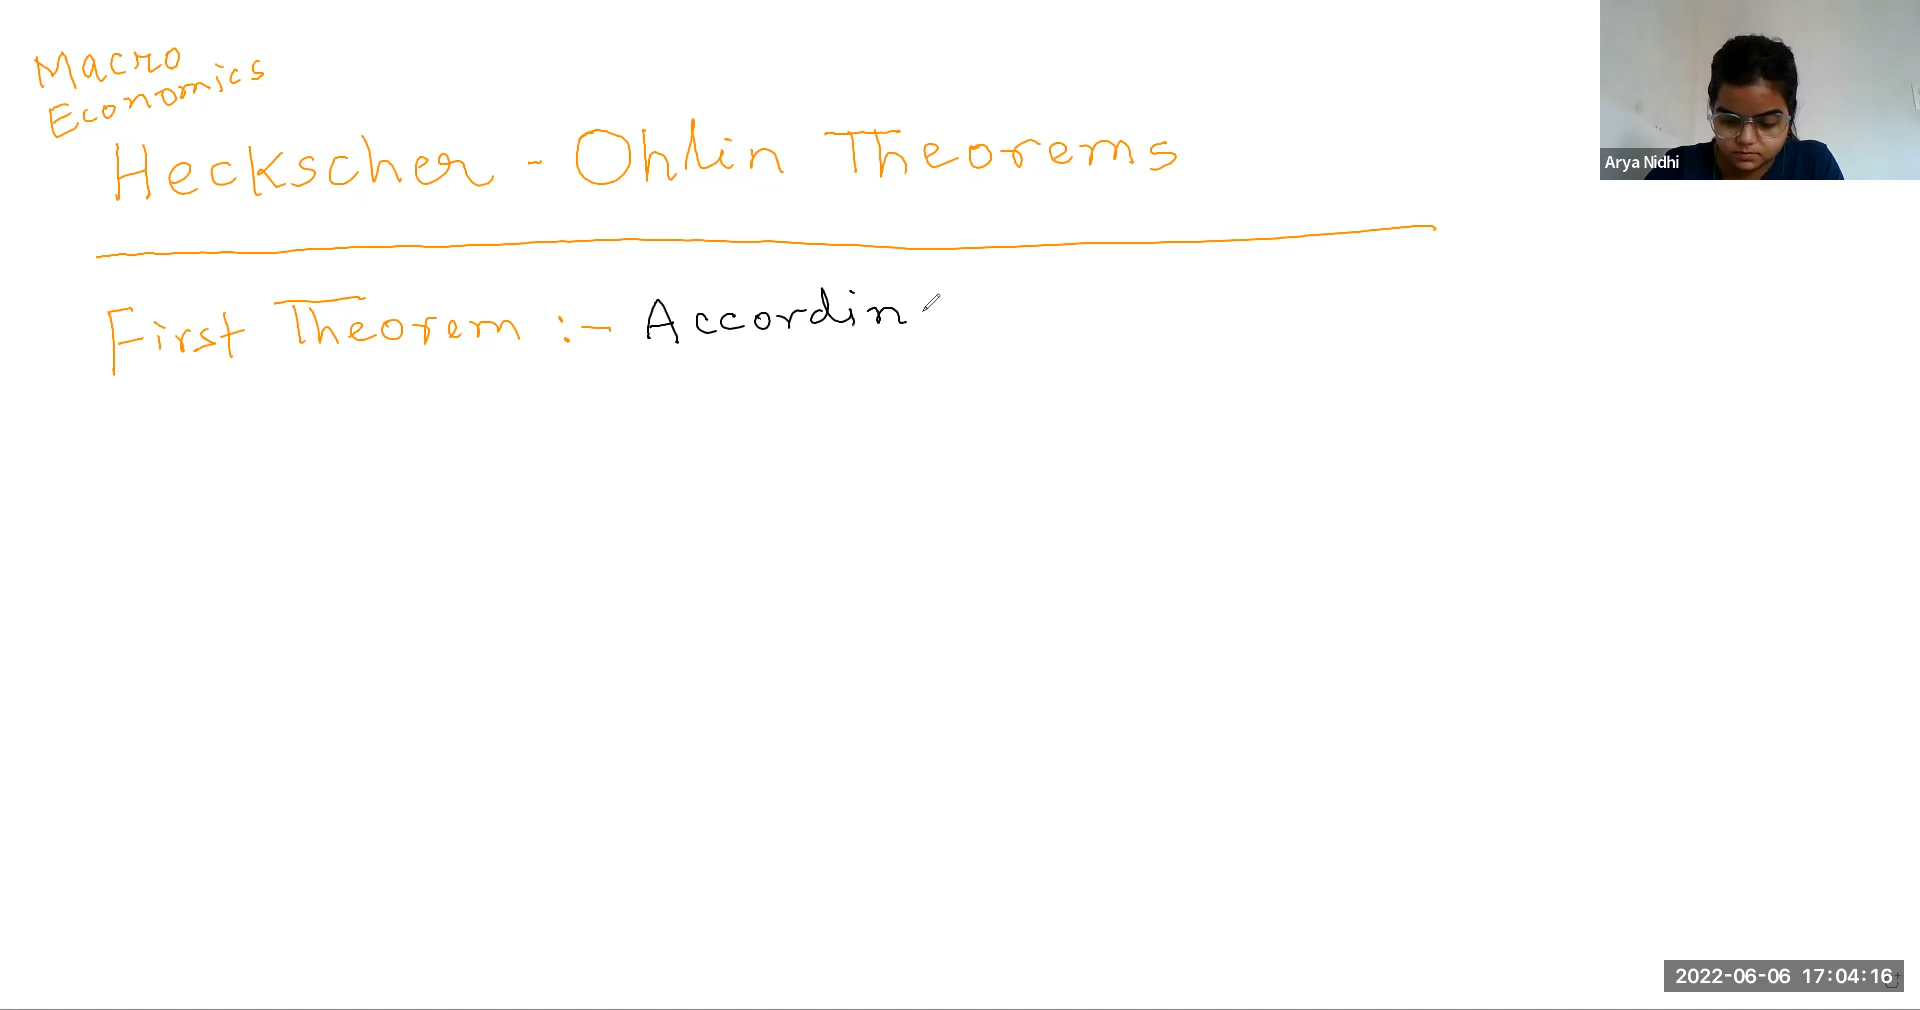 Macro
Economics
Heckscher - Ohlin Theorems
First Theorem :- Accordin
Arya Nidhi
2022-06-06 17:04:16